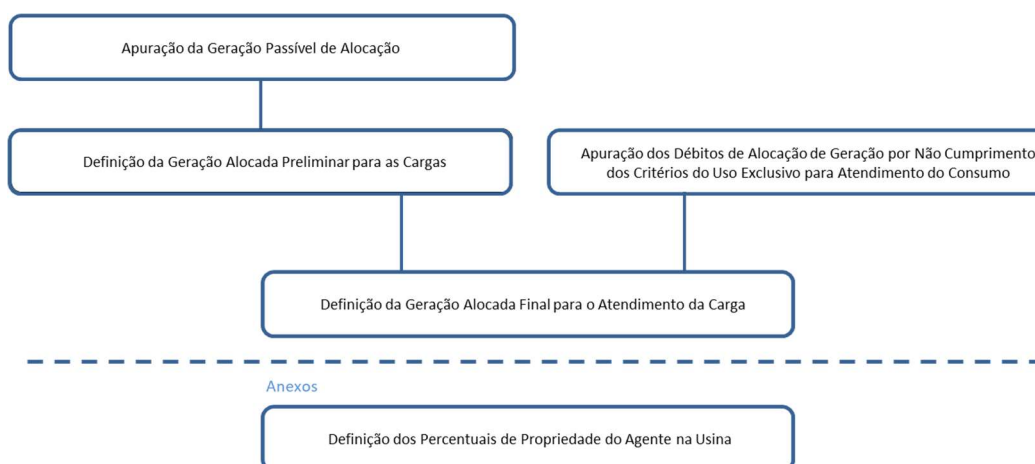 Apuração da Geração Passível de Alocação
Definição da Geração Alocada Preliminar para as Cargas
Apuração dos Débitos de Alocação de Geração por Não Cumprimento
dos Critérios do Uso Exclusivo para Atendimento do Consumo
Definição da Geração Alocada Final para o Atendimento da Carga
Anexos
Definição dos Percentuais de Propriedade do Agente na Usina